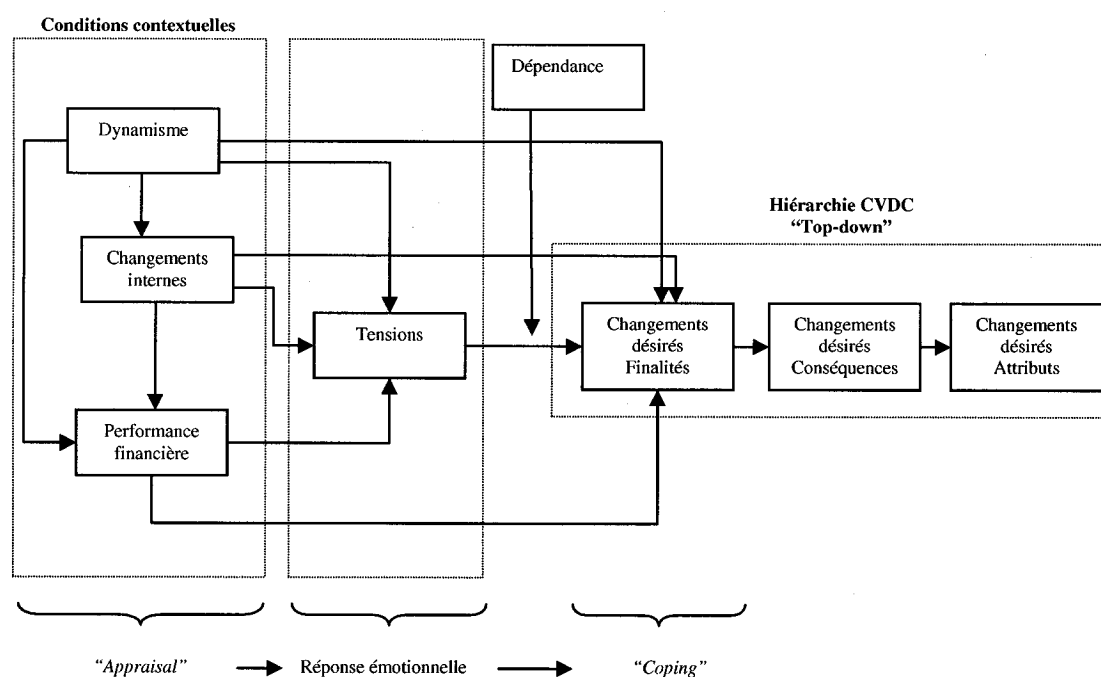 Conditions contextuelles
Dépendance
Dynamisme
Hiérarchie CVDC
“Top-down”
Changements
internes
Tensions
Changements
désirés
Finalités
Changements
désirés
Conséquences
Changements
désirés
Attributs
Performance
financière
“Appraisal”
Réponse émotionnelle
“Coping”